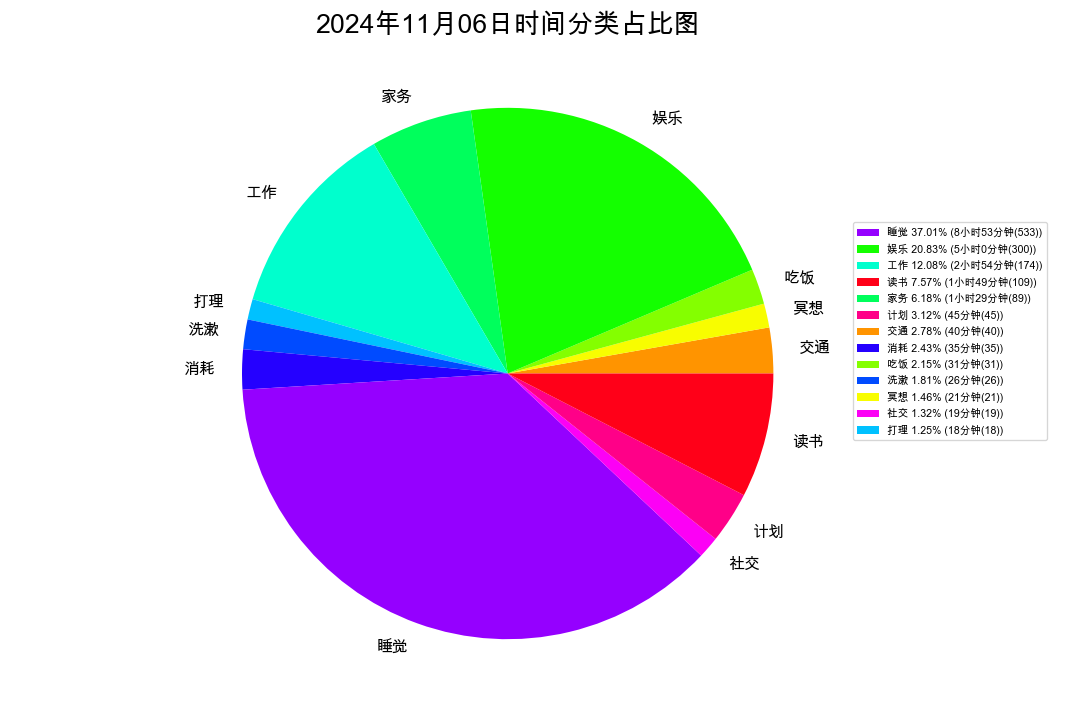 2024年11月06日时间分类占比图
家务
娱乐
工作
吃饭
打理
冥想
洗漱
交通
消耗
读书
计划
社交
睡觉
睡觉 37.01% (8小时53分钟(533))
娱乐 20.83% (5小时0分钟(300))
工作 12.08% (2小时54分钟(174))
读书 7.57% (1小时49分钟(109))
家务 6.18% (1小时29分钟(89))
计划 3.12% (45分钟(45))
交通 2.78% (40分钟(40))
消耗 2.43% (35分钟(35))
吃饭 2.15% (31分钟(31))
洗漱 1.81% (26分钟(26))
冥想 1.46% (21分钟(21))
社交 1.32% (19分钟(19))
打理 1.25% (18分钟(18))